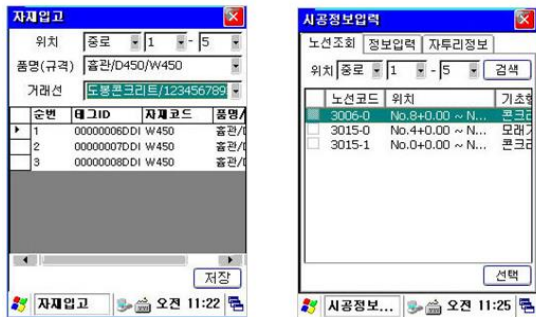 자재입고
위치 중로 1 - 5
품명(규격) 흄관/D450/W450
거래선 도봉콘크리트/123456789
순번 태그ID 자재코드 품명/
1 00000006DDI W450 흄관/
2 00000007DDI W450 흄관/
3 00000008DDI W450 흄관/
저장
자재입고 오전 11:22
시공정보입력
노선조회 정보입력 자투리정보
위치 중로 1 - 5 검색
노선코드 위치 기초형
3006-0 No.8+0.00 ~ N... 콘크리
3015-0 No.4+0.00 ~ N... 모래기
3015-1 No.0+0.00 ~ N... 콘크리
선택
시공정보... 오전 11:25